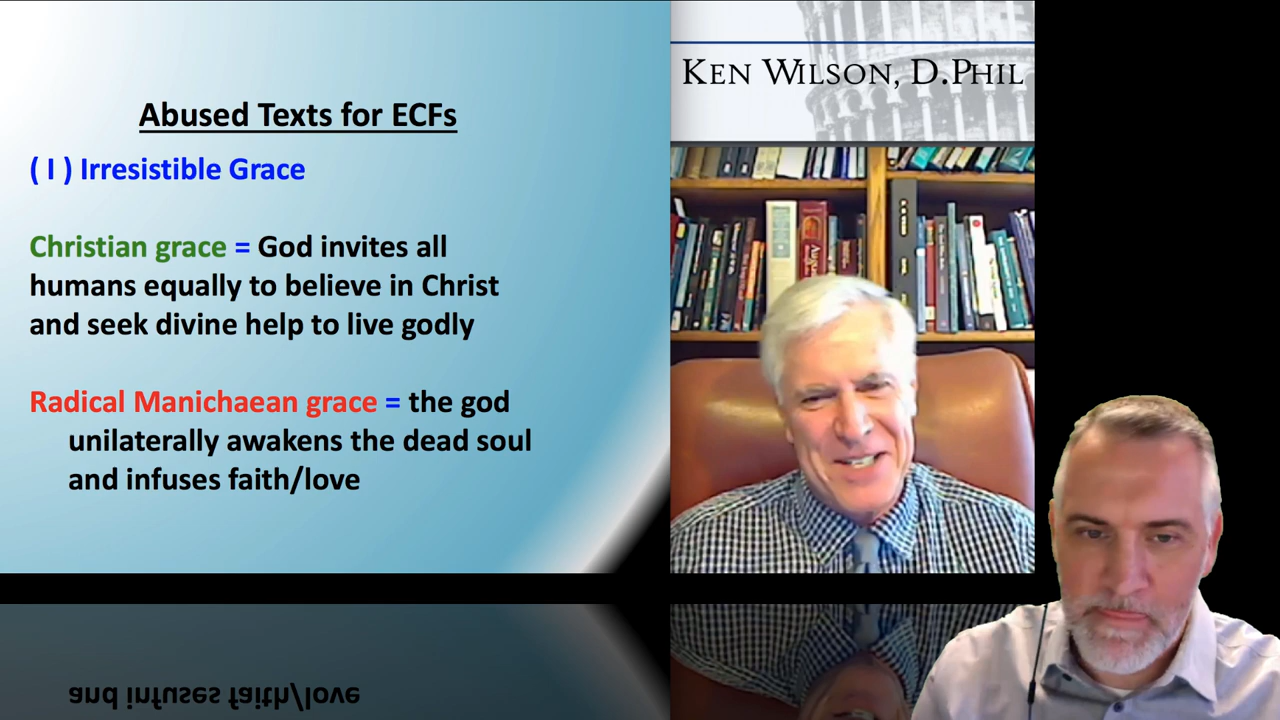 Abused Texts for ECFs
( I ) Irresistible Grace
Christian grace = God invites all
humans equally to believe in Christ
and seek divine help to live godly
Radical Manichaean grace = the god
unilaterally awakens the dead soul
and infuses faith/love
KEN WILSON, D.PHIL
and infuses faith/love